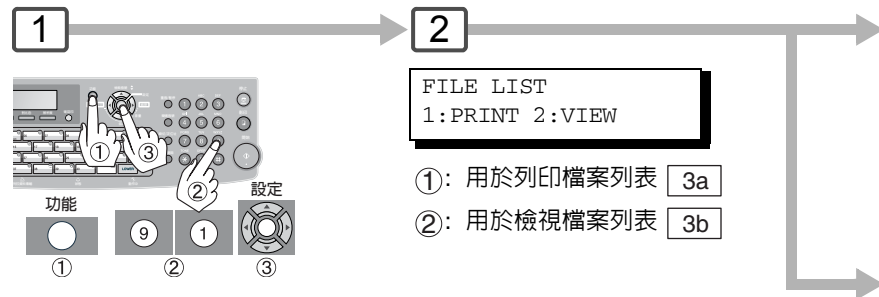 1
2
FILE LIST
1:PRINT 2:VIEW
①: 用於列印檔案列表 3a
②: 用於檢視檔案列表 3b
① ③
②
功能
設定
9 1
① ② ③